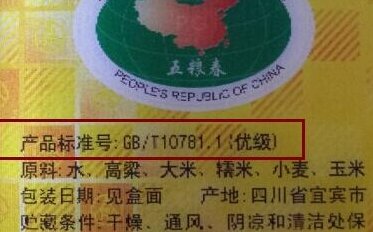 PEOPLE'S REPUBLIC OF CHINA
五粮春
产品标准号:GB/T10781.1(优级)
原料:水、高粱、大米、糯米、小麦、玉米
包装日期:见盒面 产地:四川省宜宾市
贮藏条件:干燥、通风、阴凉和清洁处保